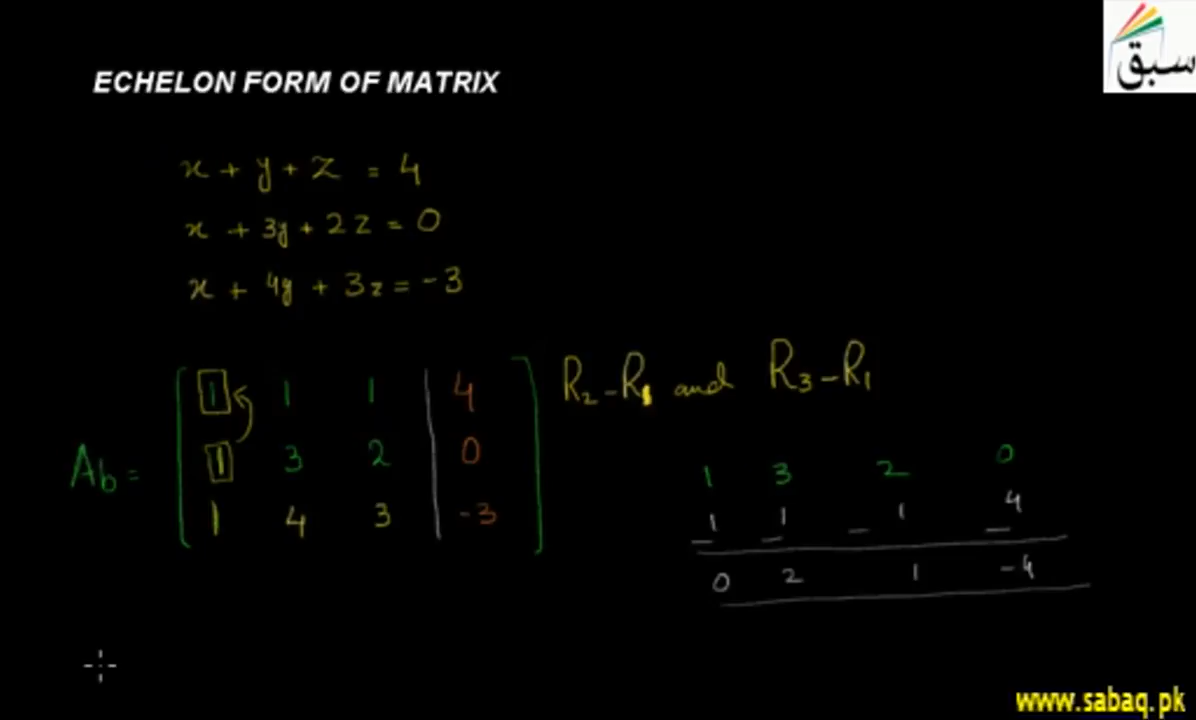 سبق
ECHELON FORM OF MATRIX
x + y + z = 4
x + 3y + 2z = 0
x + 4y + 3z = -3
R2 - R1 and R3 - R1
1 1 1 | 4
Ab = 1 3 2 | 0
1 4 3 | -3
1 3 2 0
-1 -1 -1 -4
0 2 1 -4
www.sabaq.pk